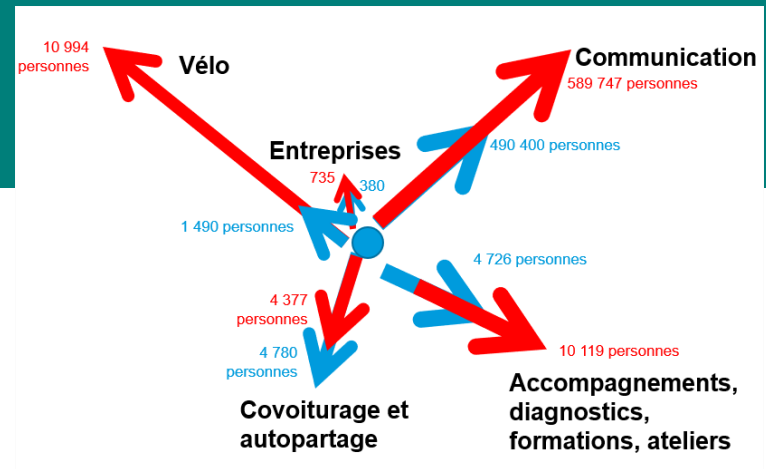 10 994
personnes
Vélo
Communication
589 747 personnes
Entreprises
490 400 personnes
735
380
1 490 personnes
4 726 personnes
4 377
personnes
4 780
personnes
10 119 personnes
Covoiturage et
autopartage
Accompagnements,
diagnostics,
formations, ateliers